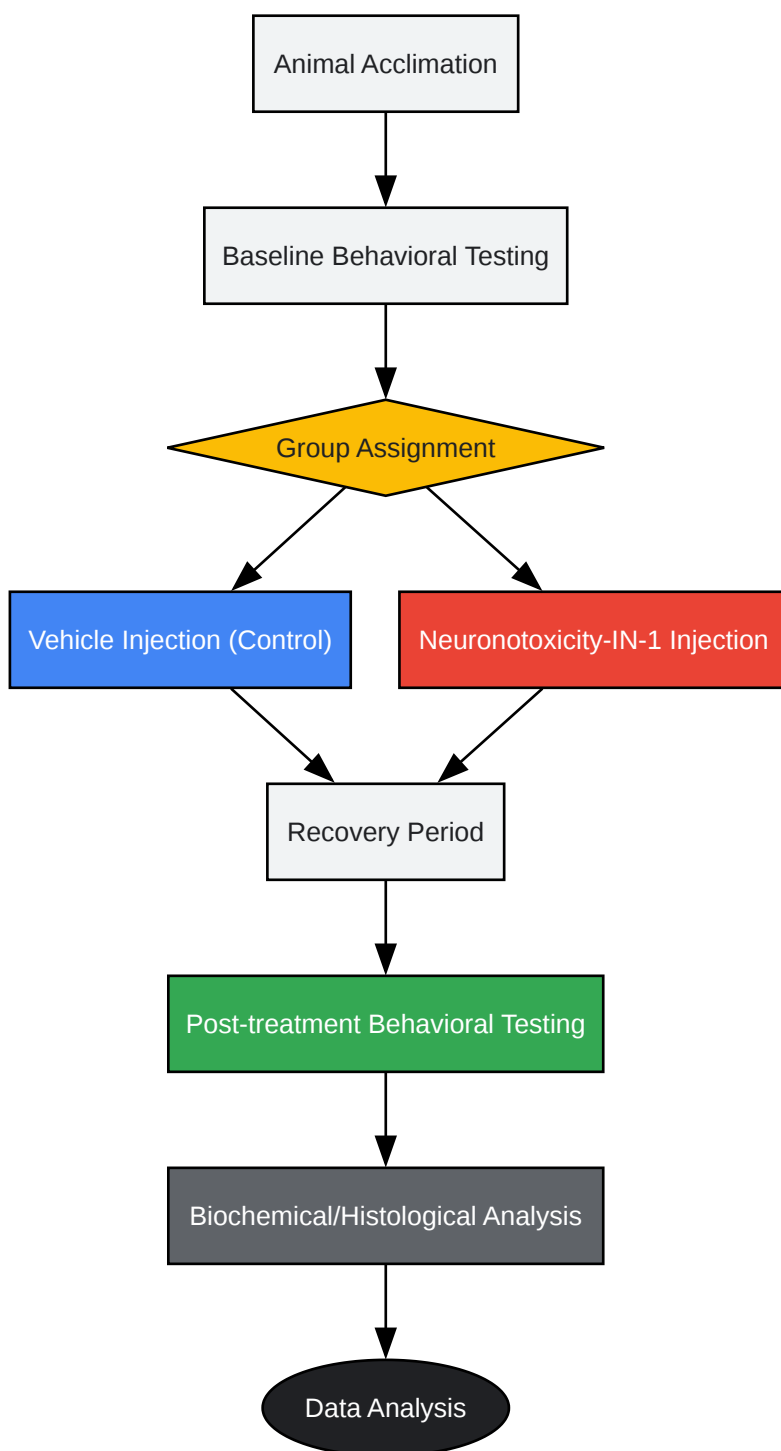 Animal Acclimation
Baseline Behavioral Testing
Group Assignment
Vehicle Injection (Control)
Neuronotoxicity-IN-1 Injection
Recovery Period
Post-treatment Behavioral Testing
Biochemical/Histological Analysis
Data Analysis